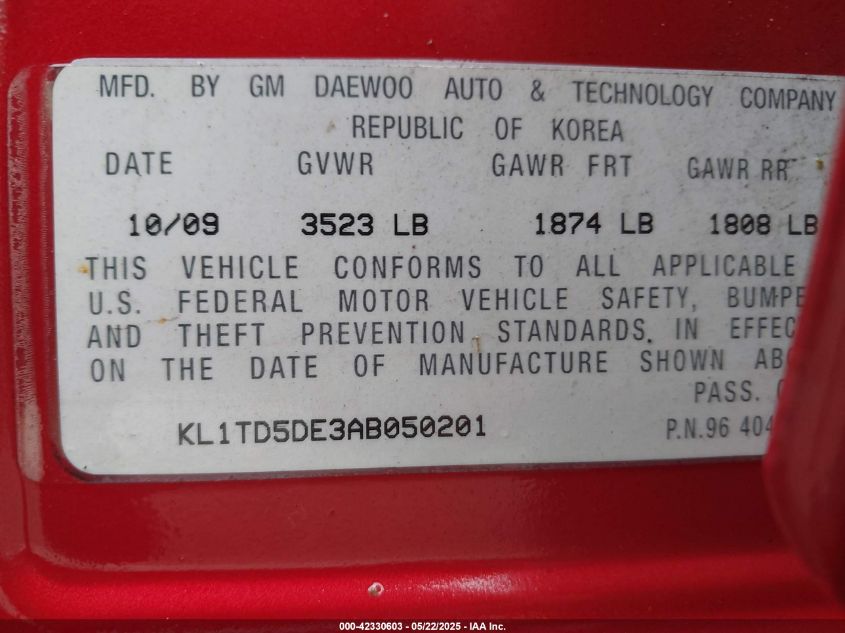 MFD. BY GM DAEWOO AUTO & TECHNOLOGY COMPANY
REPUBLIC OF KOREA
DATE GVWR GAWR FRT GAWR RR
10/09 3523 LB 1874 LB 1808 LB
THIS VEHICLE CONFORMS TO ALL APPLICABLE
U.S. FEDERAL MOTOR VEHICLE SAFETY, BUMPE
AND THEFT PREVENTION STANDARDS, IN EFFEC
ON THE DATE OF MANUFACTURE SHOWN AB
PASS.
KL1TD5DE3AB050201 P.N.96 404
000-42330603 - 05/22/2025 - IAA Inc.